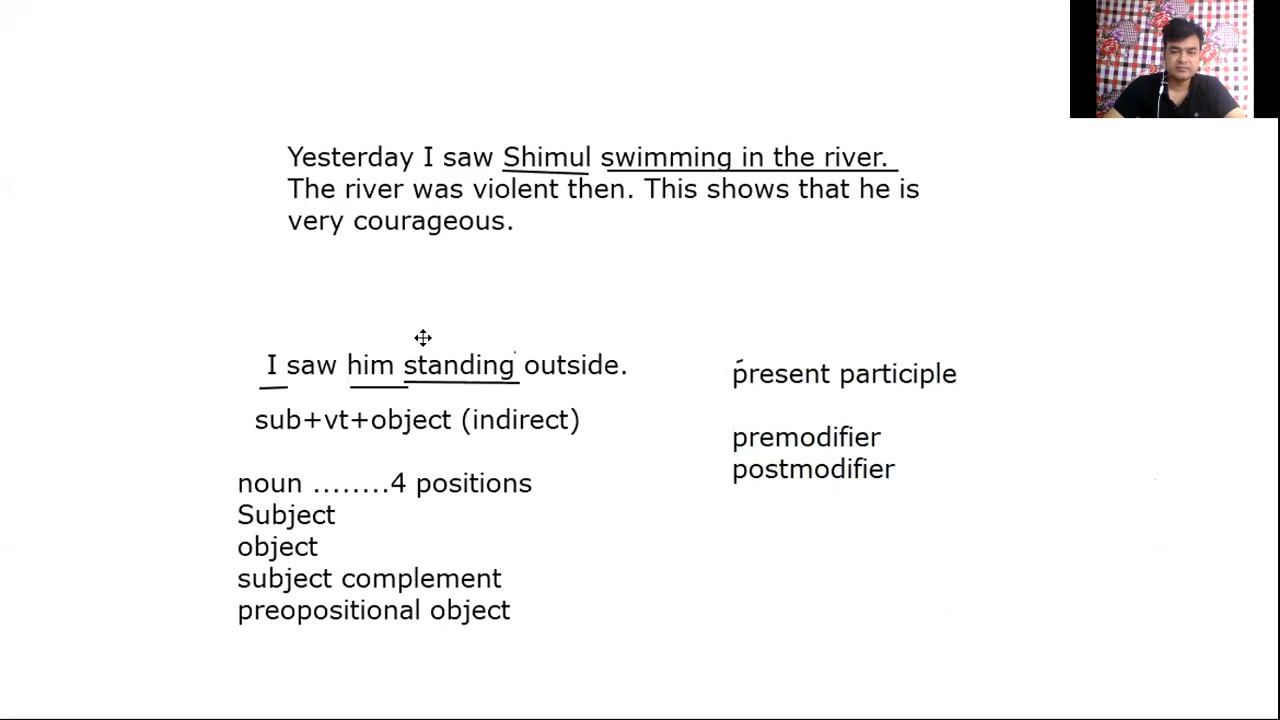 Yesterday I saw Shimul swimming in the river.
The river was violent then. This shows that he is
very courageous.
I saw him standing outside.
sub+vt+object (indirect)
noun ........4 positions
Subject
object
subject complement
preopositional object
present participle
premodifier
postmodifier